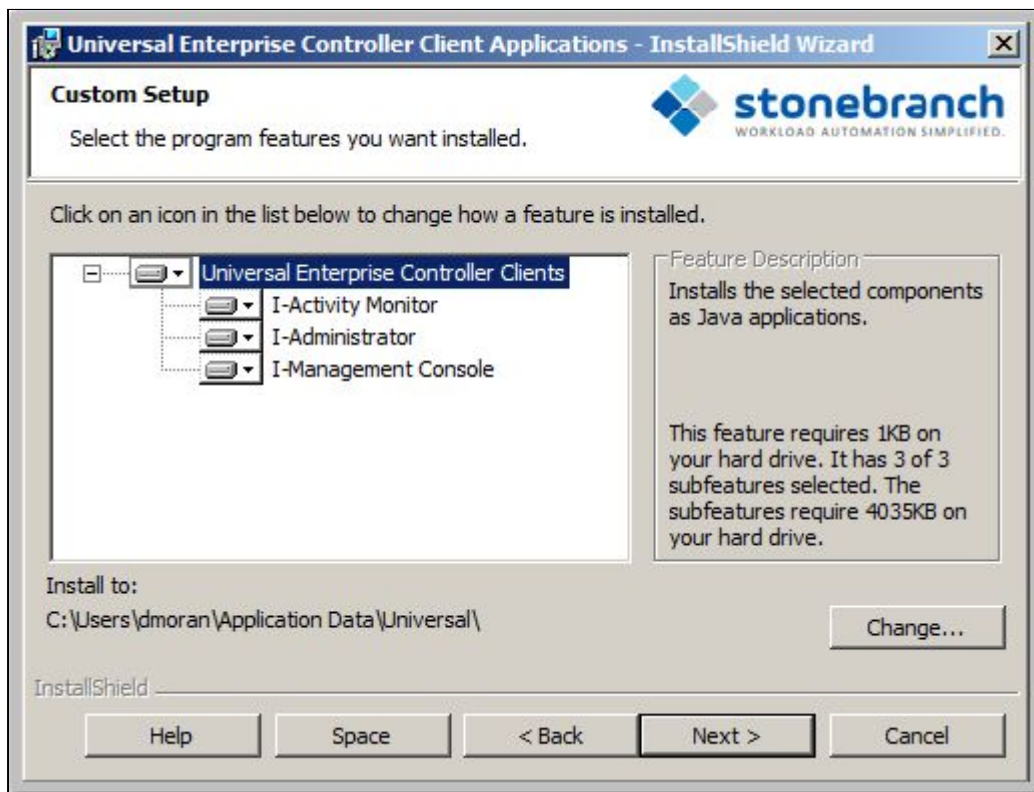 Universal Enterprise Controller Client Applications - InstallShield Wizard
Custom Setup
Select the program features you want installed.
stonebranch
WORKLOAD AUTOMATION SIMPLIFIED.
Click on an icon in the list below to change how a feature is installed.
Universal Enterprise Controller Clients
I-Activity Monitor
I-Administrator
I-Management Console
Feature Description
Installs the selected components
as Java applications.
This feature requires 1KB on
your hard drive. It has 3 of 3
subfeatures selected. The
subfeatures require 4035KB on
your hard drive.
Install to:
C:\Users\dmoran\Application Data\Universal\
Change...
InstallShield
Help
Space
< Back
Next >
Cancel